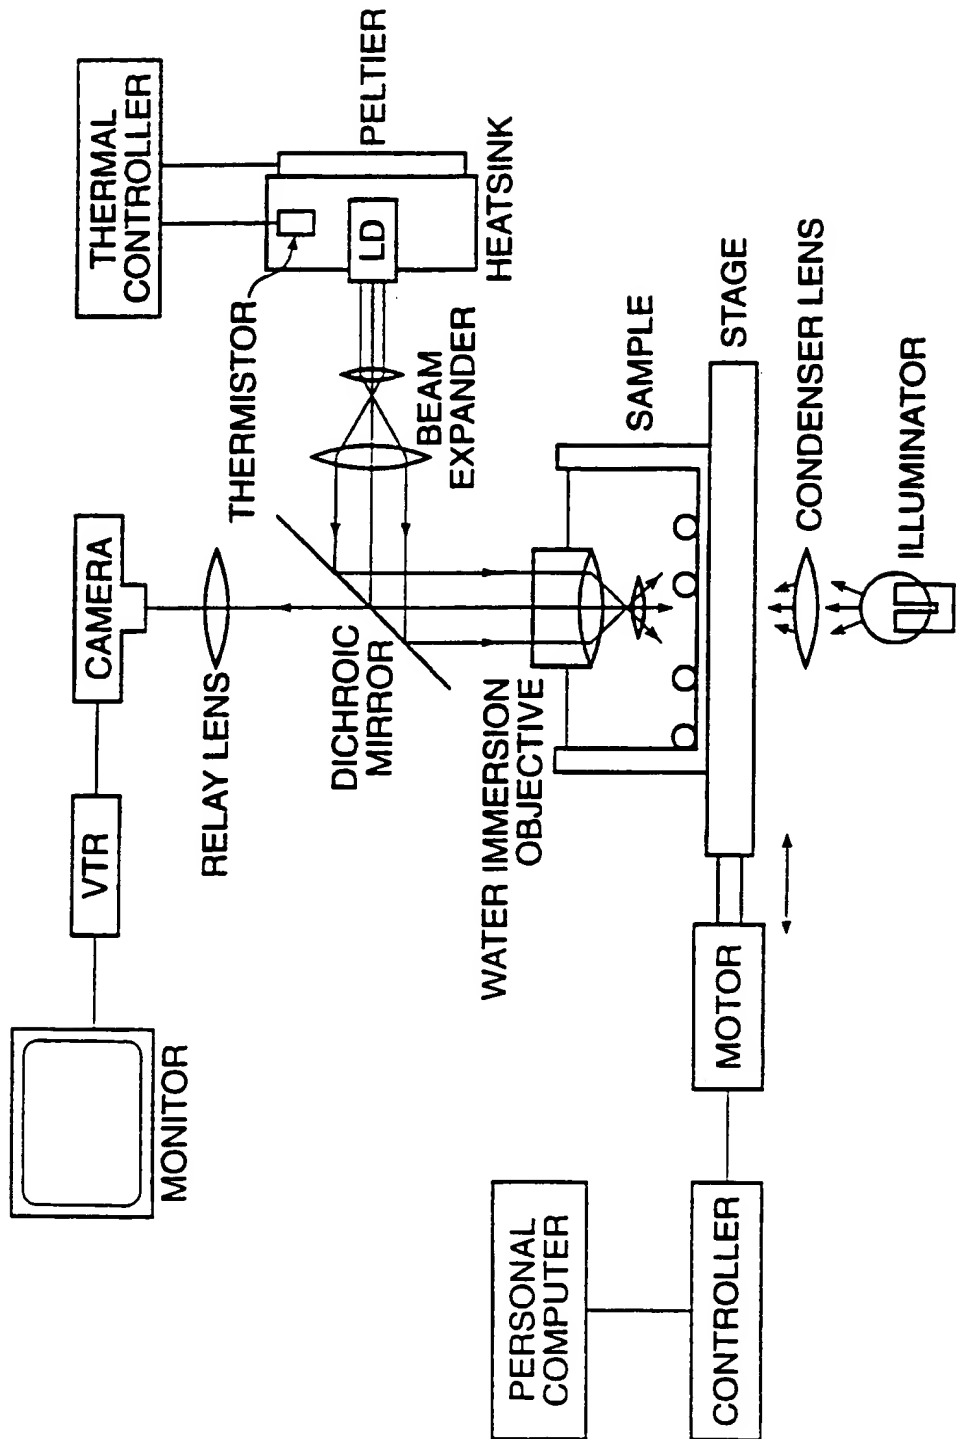 THERMAL
CONTROLLER
PELTIER
HEATSINK
LD
THERMISTOR
BEAM
EXPANDER
CAMERA
RELAY LENS
VTR
MONITOR
DICHROIC
MIRROR
WATER IMMERSION
OBJECTIVE
SAMPLE
STAGE
CONDENSER LENS
ILLUMINATOR
MOTOR
PERSONAL
COMPUTER
CONTROLLER